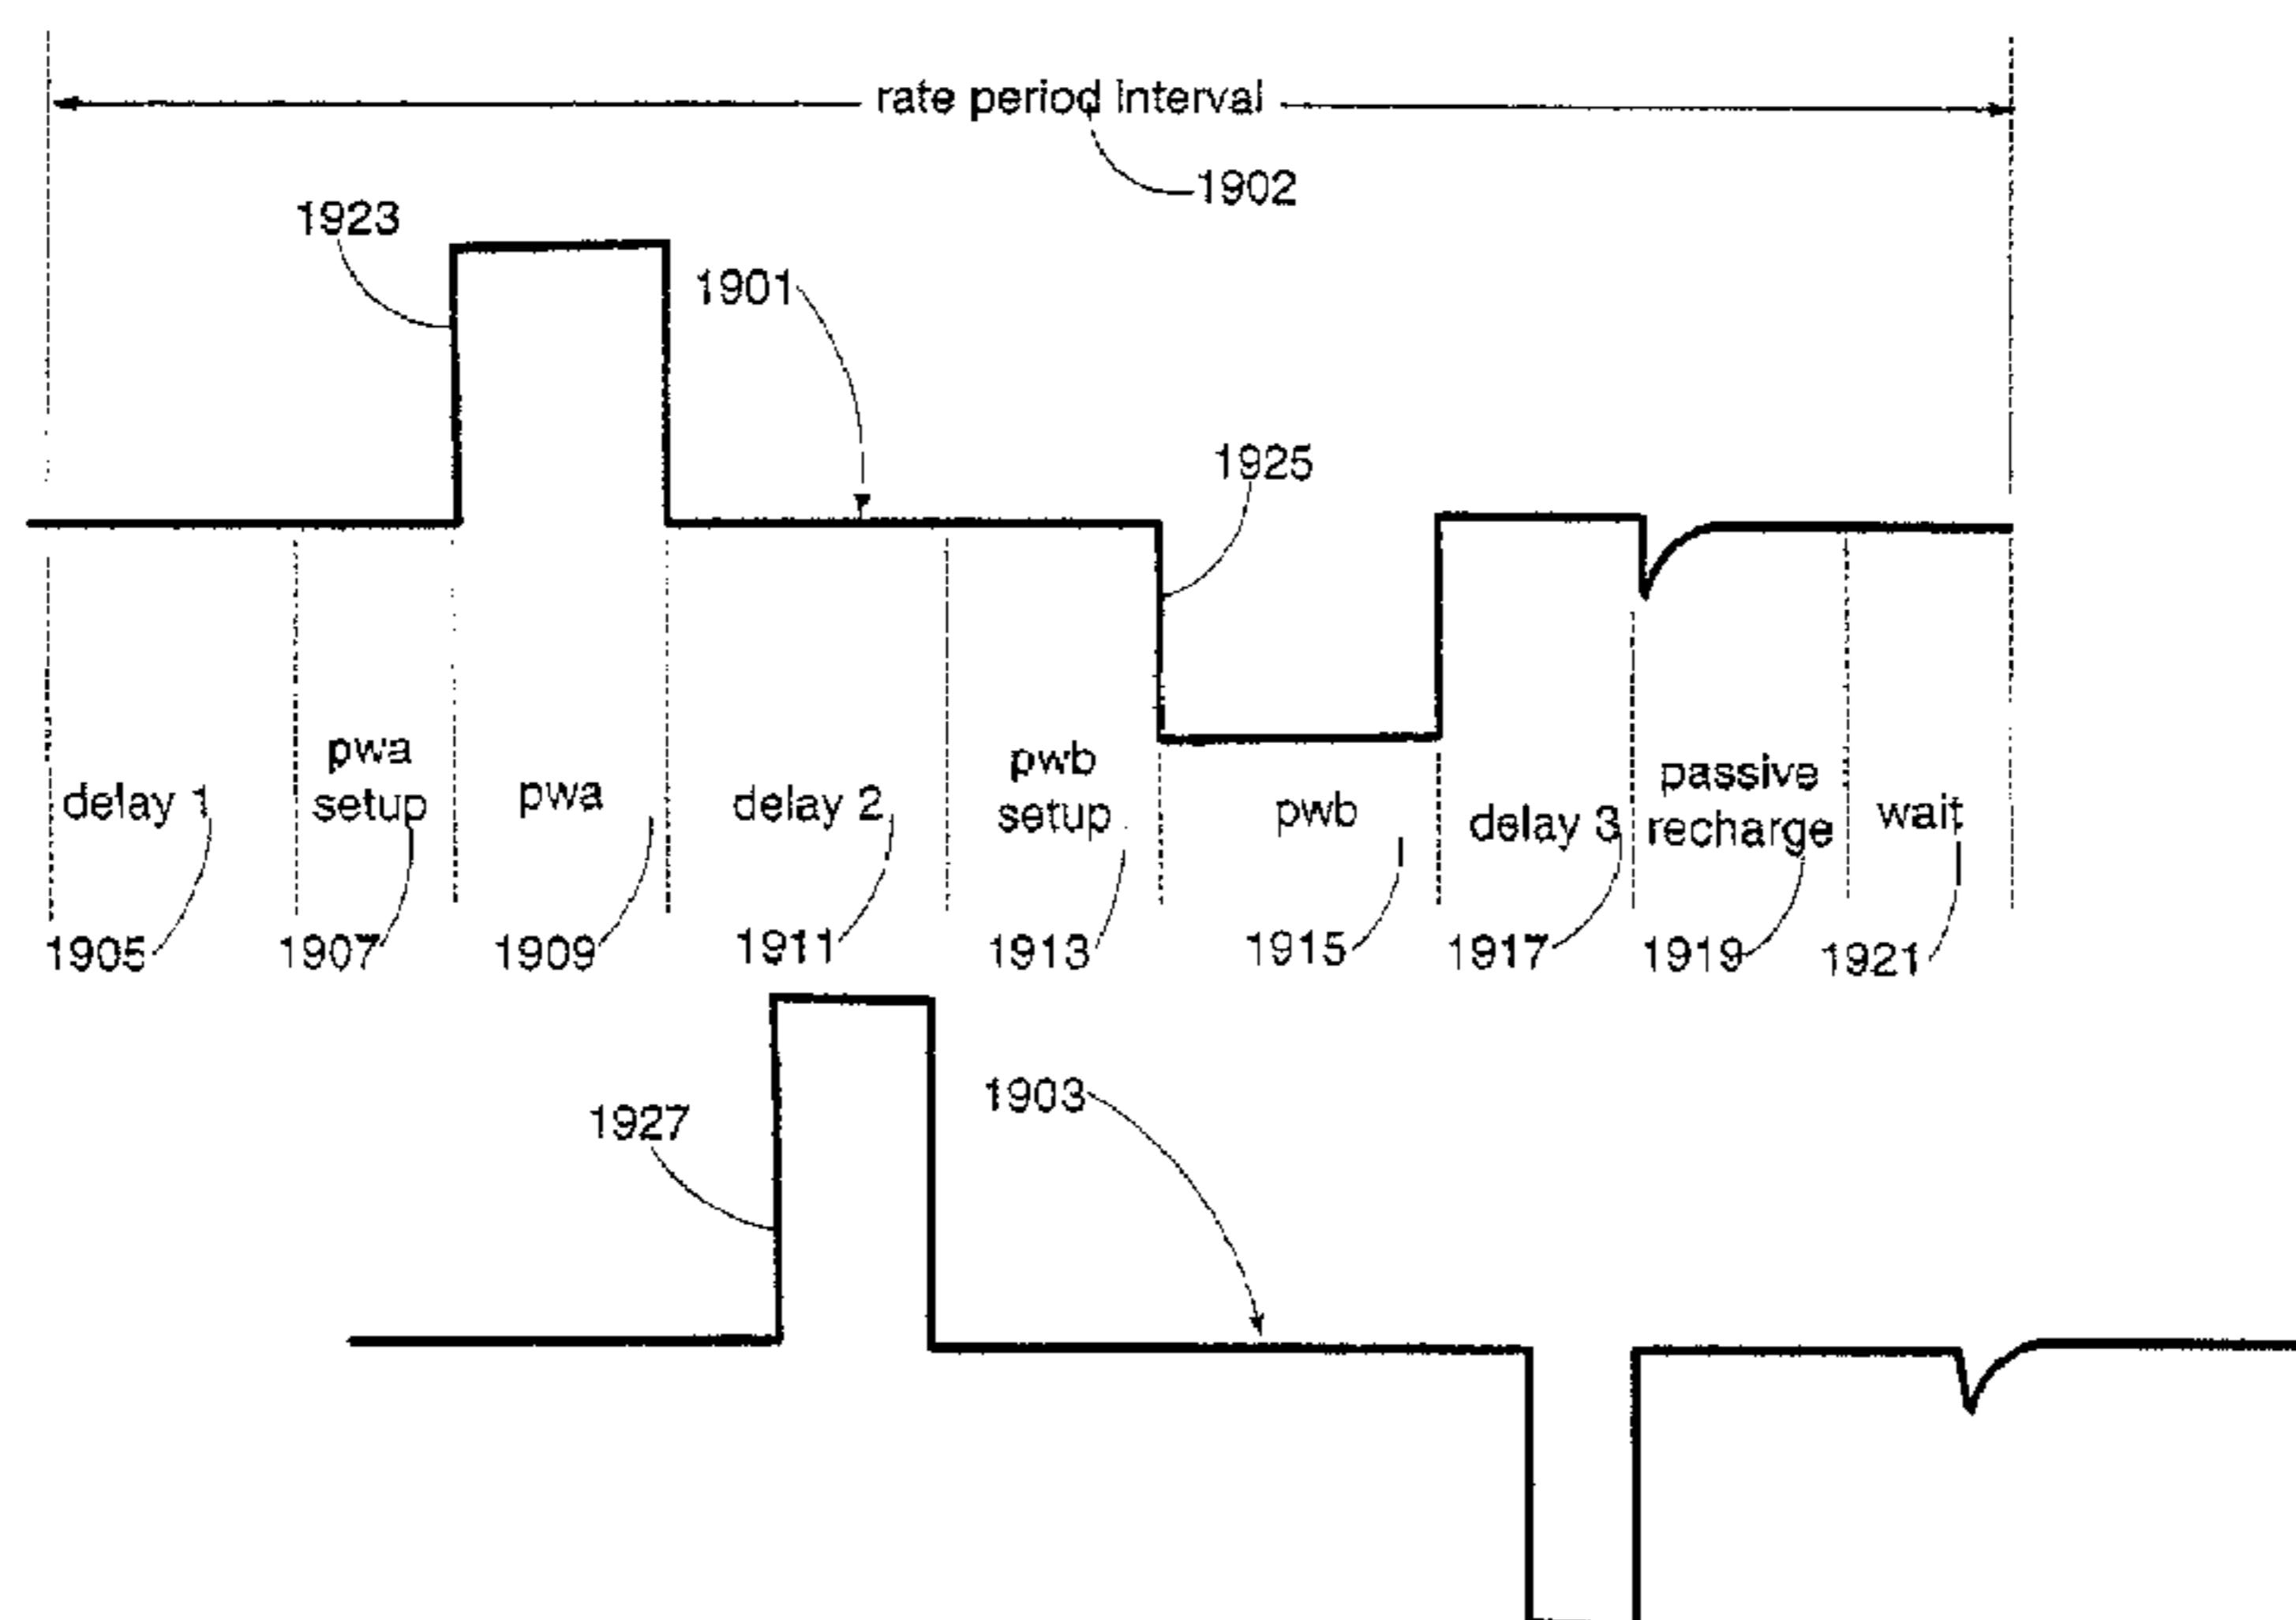 rate period interval
1902
1923
1901
1925
delay 1
pwa
setup
pwa
delay 2
pwb
setup
pwb
delay 3
passive
recharge
wait
1905
1907
1909
1911
1913
1915
1917
1919
1921
1927
1903